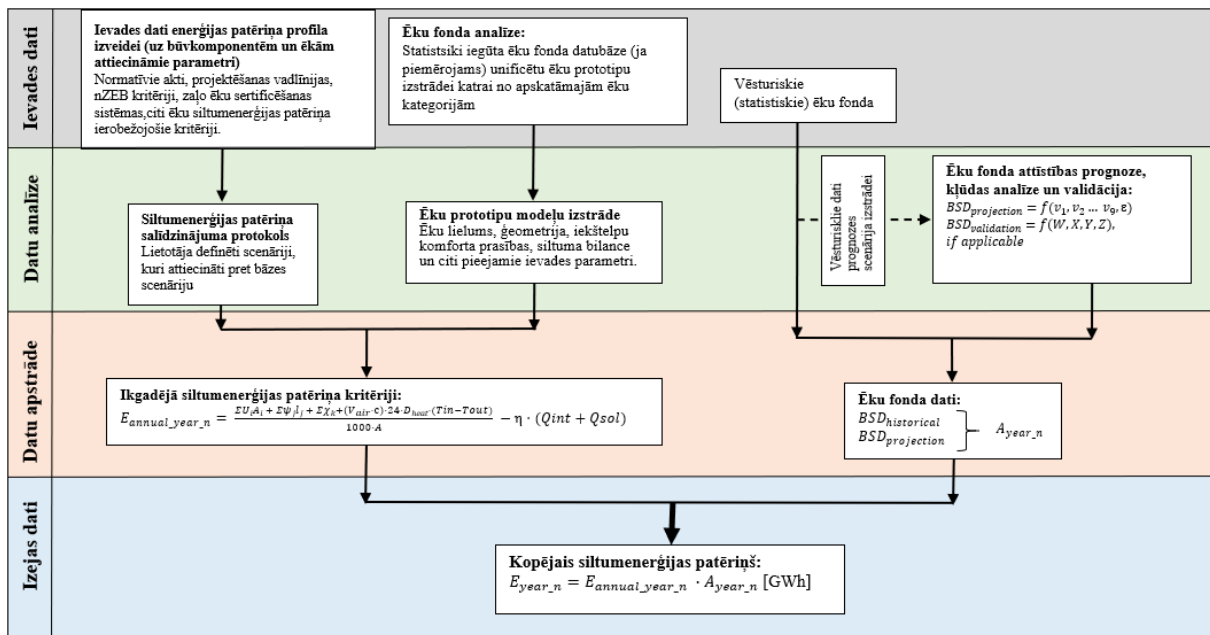 Ievades dati
Ievades dati enerģijas patēriņa profila
izveidei (uz būvkomponentēm un ēkām
attiecināmie parametri)
Normatīvie akti, projektēšanas vadlīnijas,
nZEB kritēriji, zaļo ēku sertificēšanas
sistēmas,citi ēku siltumenerģijas patēriņa
ierobežojošie kritēriji.
Ēku fonda analīze:
Statistsiki iegūta ēku fonda datubāze (ja
piemērojams) unificētu ēku prototipu
izstrādei katrai no apskatāmajām ēku
kategorijām
Vēsturiskie
(statistiskie) ēku fonda
Datu analīze
Siltumenerģijas patēriņa
salīdzinājuma protokols
Lietotāja definēti scenāriji,
kuri attiecināti pret bāzes
scenāriju
Ēku prototipu modeļu izstrāde
Ēku lielums, ģeometrija, iekštelpu
komforta prasības, siltuma bilance
un citi pieejamie ievades parametri.
Vēsturisklie dati
prognozes
scenārija izstrādei
Ēku fonda attīstības prognoze,
kļūdas analīze un validācija:
BSD_projection = f(v₁, v₂ … v₉, ε)
BSD_validation = f(W, X, Y, Z),
if applicable
Datu apstrāde
Ikgadējā siltumenerģijas patēriņa kritēriji:
E_annual_year_n = (ΣU_iA_i + Σψ_jl_j + Σχ_k+(V_air·c)·24·D_heat·(Tin−Tout))/(1000·A) − η · (Qint + Qsol)
Ēku fonda dati:
BSD_historical
BSD_projection } A_year_n
Izejas dati
Kopējais siltumenerģijas patēriņš:
E_year_n = E_annual_year_n · A_year_n [GWh]